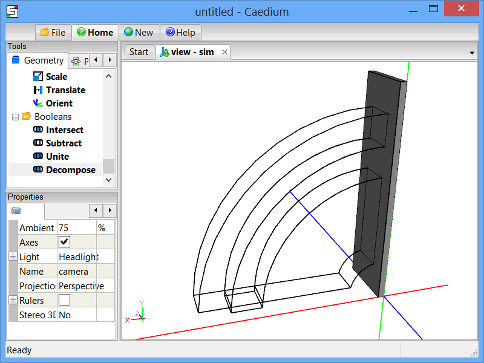 untitled - Caedium
File
Home
New
Help
Tools
Geometry
Scale
Translate
Orient
Booleans
Intersect
Subtract
Unite
Decompose
Properties
Ambient 75 %
Axes
Light Headlight
Name camera
Projection Perspective
Rulers
Stereo 3D No
Start
view - sim
Y
X
Z
Ready